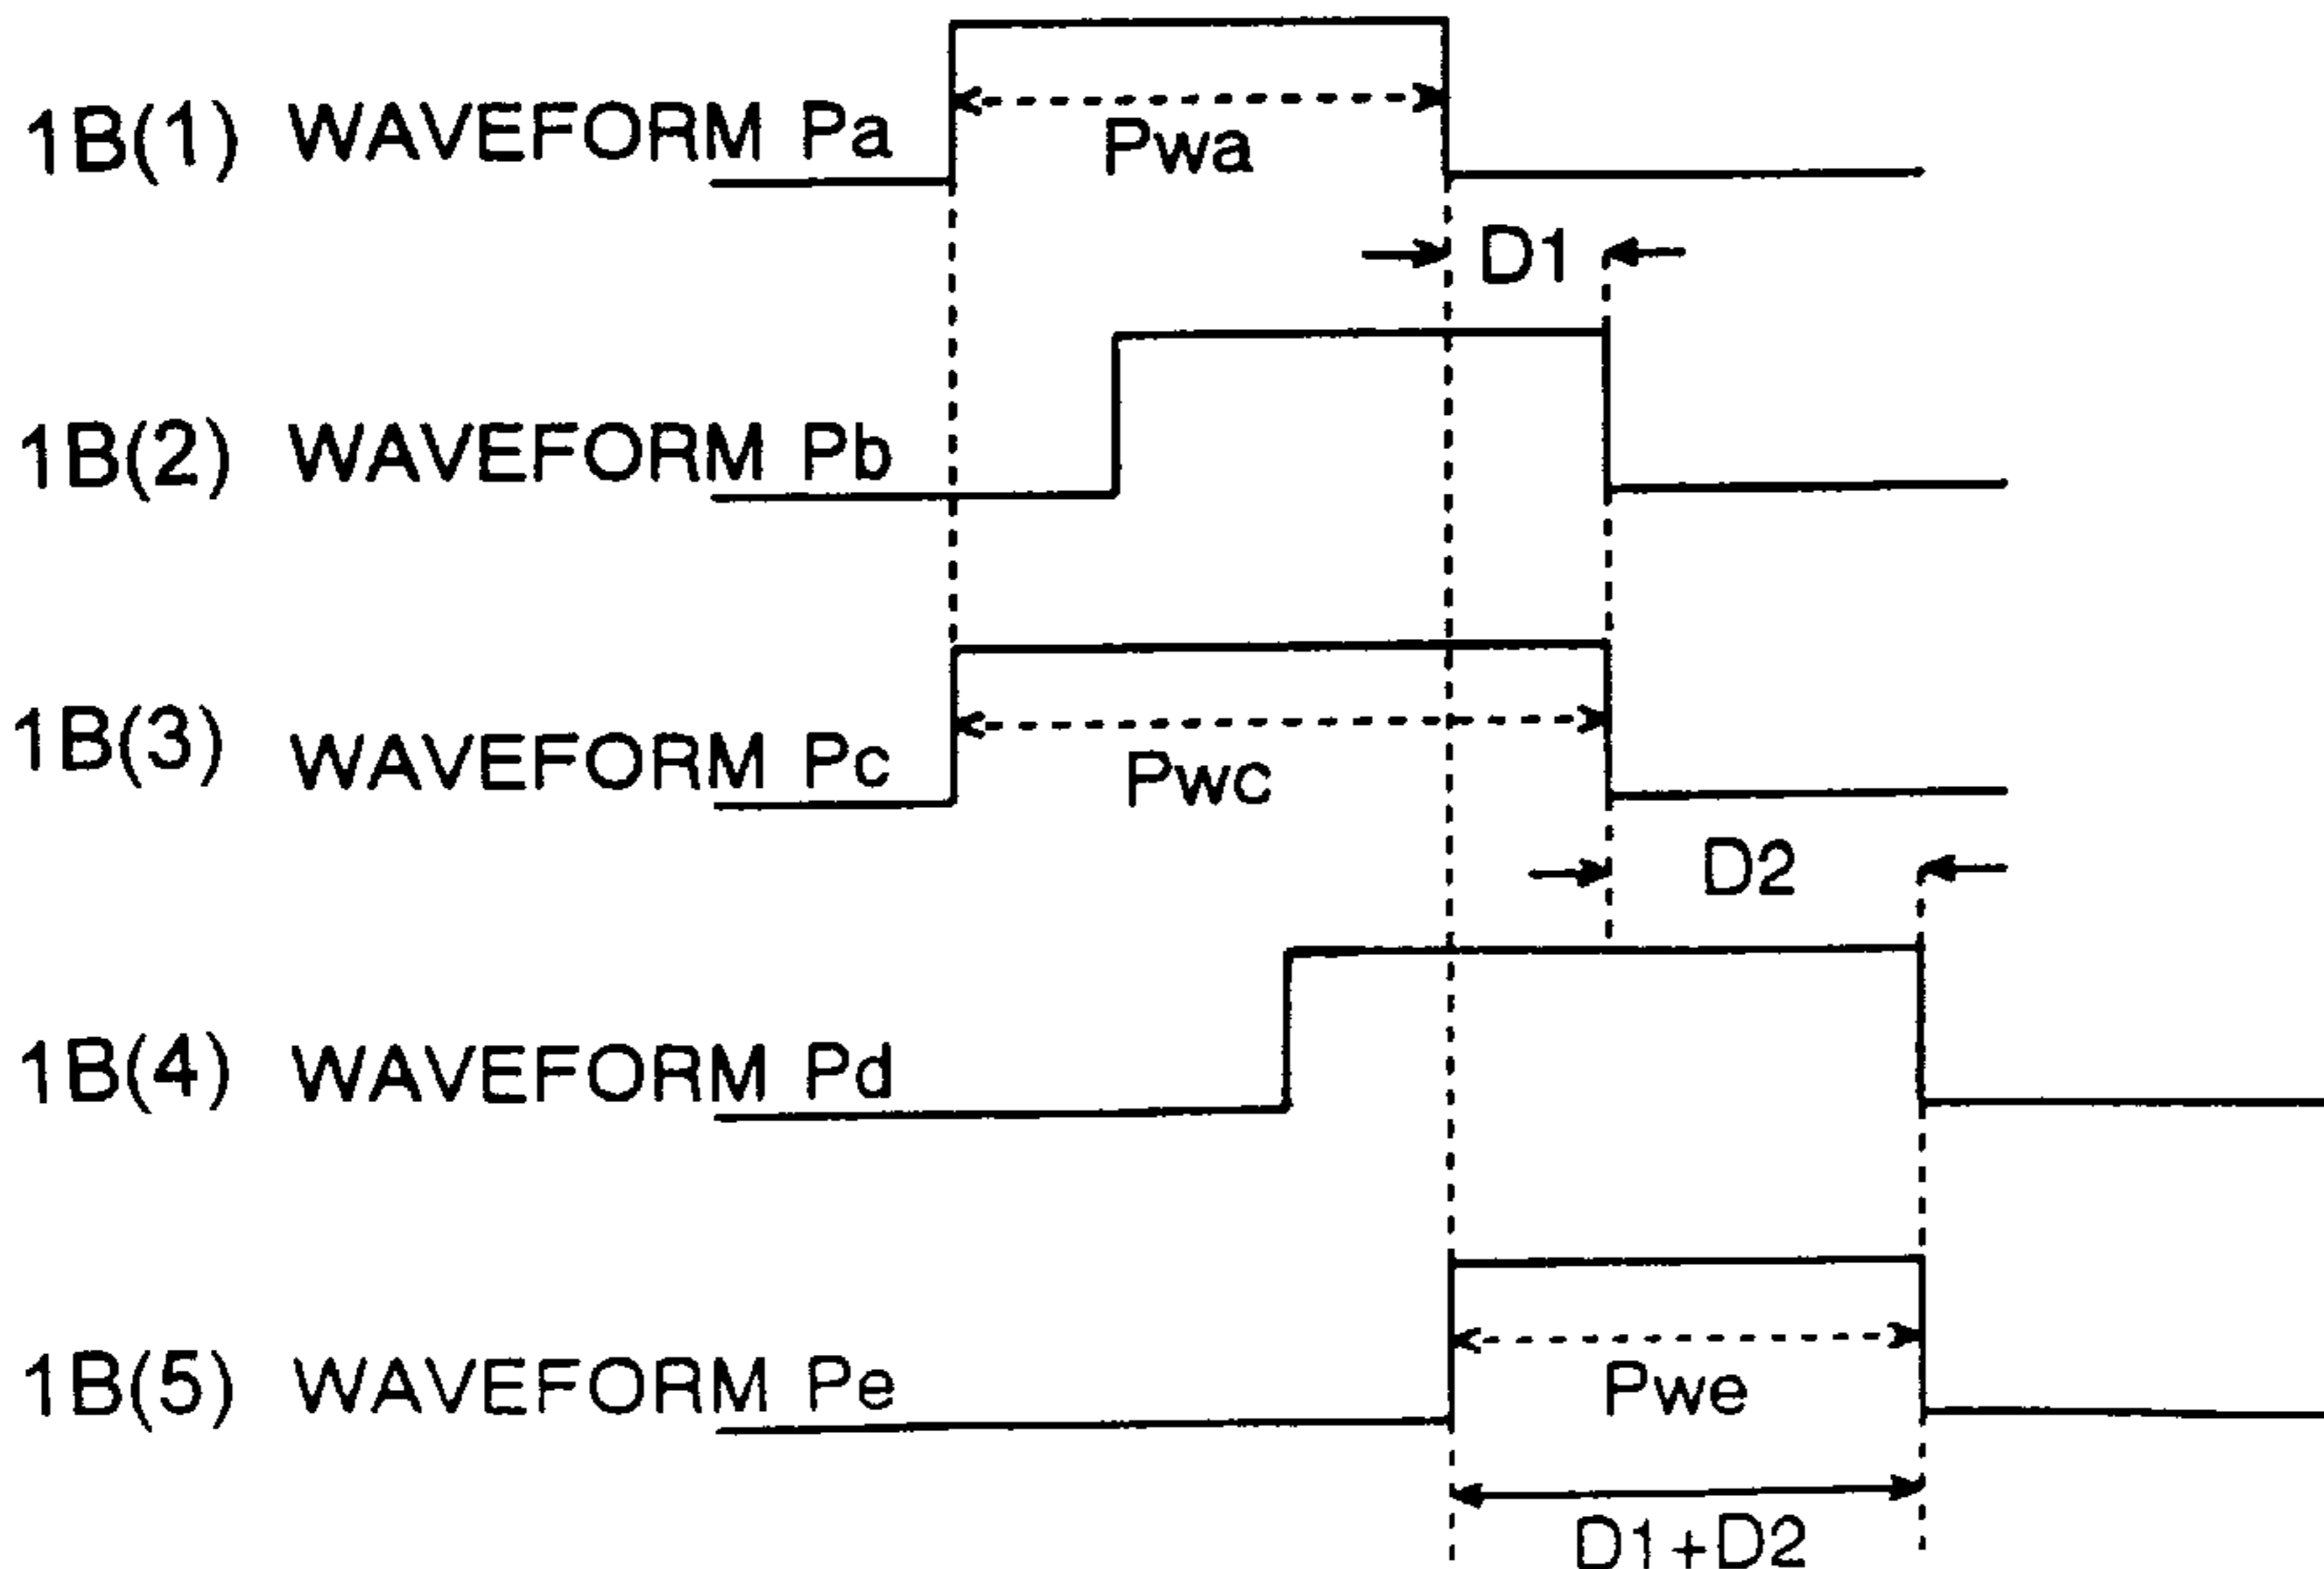 1B(1) WAVEFORM Pa
Pwa
D1
1B(2) WAVEFORM Pb
1B(3) WAVEFORM Pc
Pwc
D2
1B(4) WAVEFORM Pd
1B(5) WAVEFORM Pe
Pwe
D1+D2